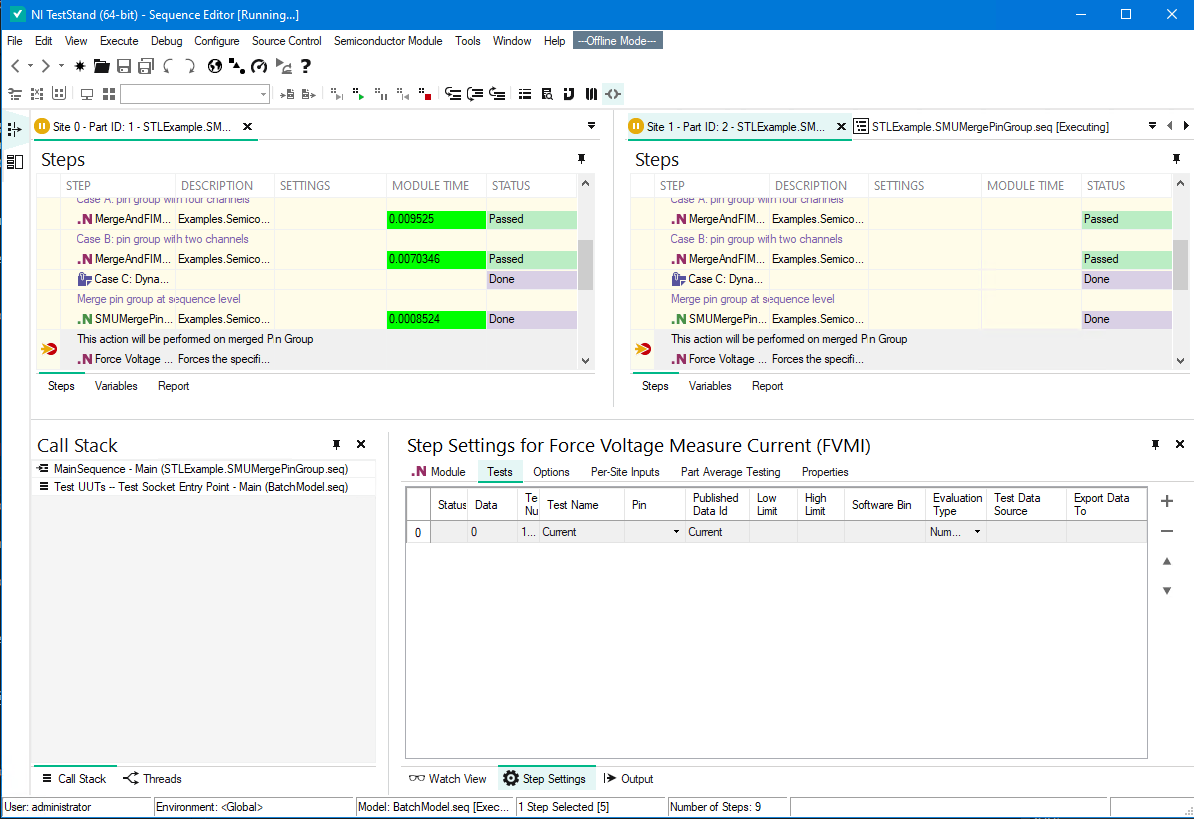 NI TestStand (64-bit) - Sequence Editor [Running...]
File Edit View Execute Debug Configure Source Control Semiconductor Module Tools Window Help ---Offline Mode---
Site 0 - Part ID: 1 - STLExample.SM...
Steps
STEP DESCRIPTION SETTINGS MODULE TIME STATUS
Case A: pin group with four channels
.N MergeAndFIM... Examples.Semico... 0.009525 Passed
Case B: pin group with two channels
.N MergeAndFIM... Examples.Semico... 0.0070346 Passed
Case C: Dyna... Done
Merge pin group at sequence level
.N SMUMergePin... Examples.Semico... 0.0008524 Done
This action will be performed on merged Pin Group
.N Force Voltage ... Forces the specifi...
Steps Variables Report
Site 1 - Part ID: 2 - STLExample.SM... STLExample.SMUMergePinGroup.seq [Executing]
Steps
STEP DESCRIPTION SETTINGS MODULE TIME STATUS
Case A: pin group with four channels
.N MergeAndFIM... Examples.Semico... Passed
Case B: pin group with two channels
.N MergeAndFIM... Examples.Semico... Passed
Case C: Dyna... Done
Merge pin group at sequence level
.N SMUMergePin... Examples.Semico... Done
This action will be performed on merged Pin Group
.N Force Voltage ... Forces the specifi...
Steps Variables Report
Call Stack
MainSequence - Main (STLExample.SMUMergePinGroup.seq)
Test UUTs -- Test Socket Entry Point - Main (BatchModel.seq)
Call Stack Threads
Step Settings for Force Voltage Measure Current (FVMI)
.N Module Tests Options Per-Site Inputs Part Average Testing Properties
Status Data Te Nu Test Name Pin Published Data Id Low Limit High Limit Software Bin Evaluation Type Test Data Source Export Data To
0 0 1... Current Current Num...
Watch View Step Settings Output
User: administrator Environment: <Global> Model: BatchModel.seq [Exec... 1 Step Selected [5] Number of Steps: 9